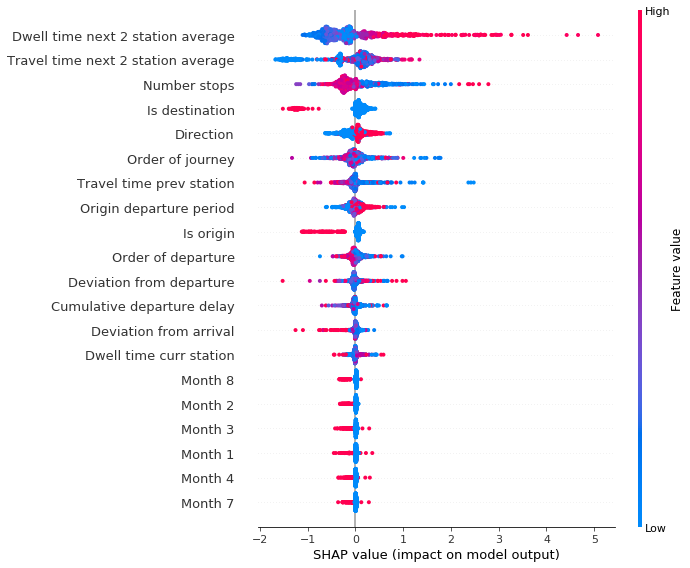 High
Dwell time next 2 station average
Travel time next 2 station average
Number stops
Is destination
Direction
Order of journey
Travel time prev station
Origin departure period
Is origin
Order of departure
Deviation from departure
Cumulative departure delay
Deviation from arrival
Dwell time curr station
Month 8
Month 2
Month 3
Month 1
Month 4
Month 7
Feature value
Low
−2 −1 0 1 2 3 4 5
SHAP value (impact on model output)